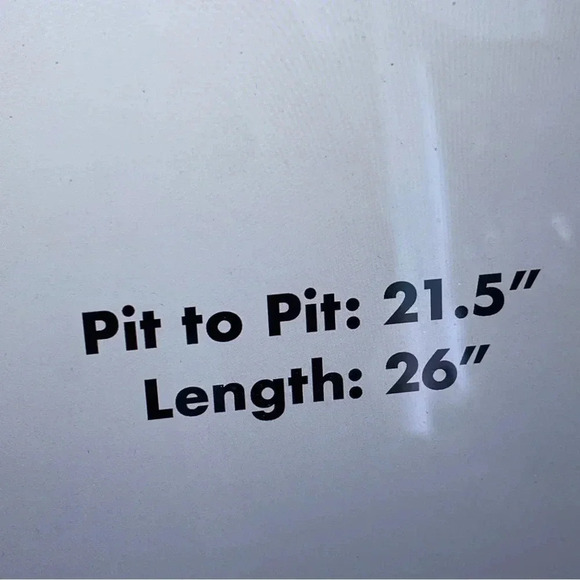 Pit to Pit: 21.5"
Length: 26"